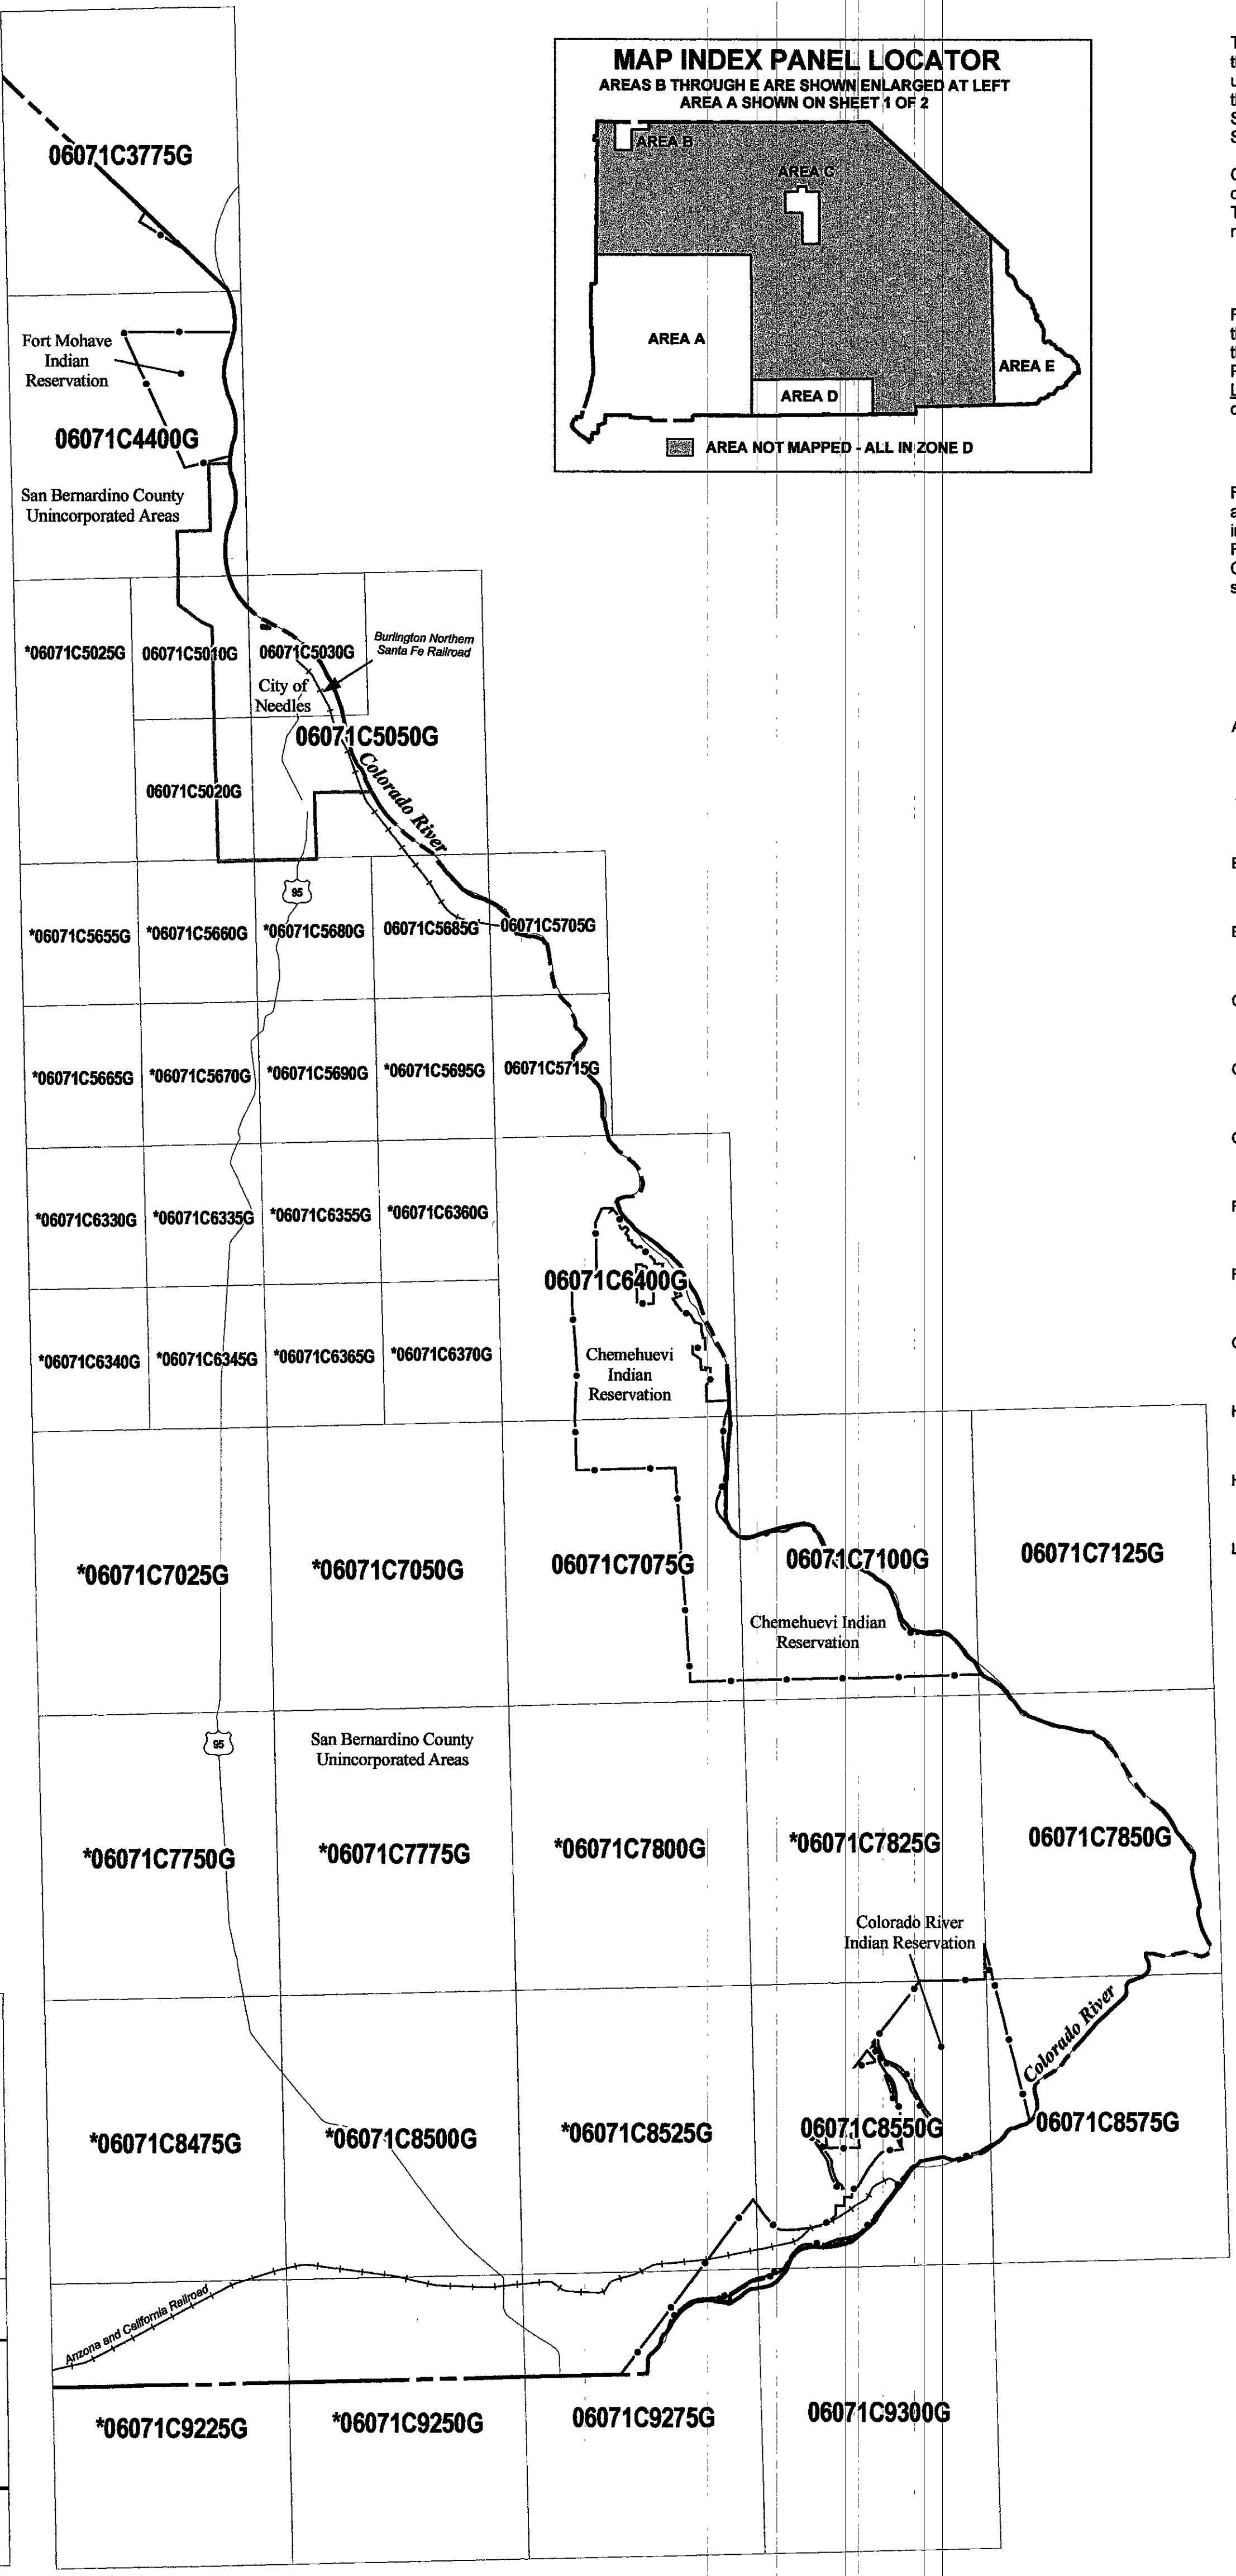 MAP INDEX PANEL LOCATOR
AREAS B THROUGH E ARE SHOWN ENLARGED AT LEFT
AREA A SHOWN ON SHEET 1 OF 2
AREA B
AREA C
AREA A
AREA E
AREA D
AREA NOT MAPPED - ALL IN ZONE D
06071C3775G
Fort Mohave
Indian
Reservation
06071C4400G
San Bernardino County
Unincorporated Areas
*06071C5025G
06071C5010G
06071C5030G
Burlington Northern
Santa Fe Railroad
City of
Needles
06071C5050G
06071C5020G
Colorado River
95
*06071C5655G
*06071C5660G
*06071C5680G
06071C5685G
06071C5705G
*06071C5665G
*06071C5670G
*06071C5690G
*06071C5695G
06071C5715G
*06071C6330G
*06071C6335G
*06071C6355G
*06071C6360G
06071C6400G
*06071C6340G
*06071C6345G
*06071C6365G
*06071C6370G
Chemehuevi
Indian
Reservation
*06071C7025G
*06071C7050G
06071C7075G
06071C7100G
06071C7125G
Chemehuevi Indian
Reservation
95
San Bernardino County
Unincorporated Areas
*06071C7750G
*06071C7775G
*06071C7800G
*06071C7825G
06071C7850G
Colorado River
Indian Reservation
Colorado River
*06071C8475G
*06071C8500G
*06071C8525G
06071C8550G
06071C8575G
Arizona and California Railroad
*06071C9225G
*06071C9250G
06071C9275G
06071C9300G